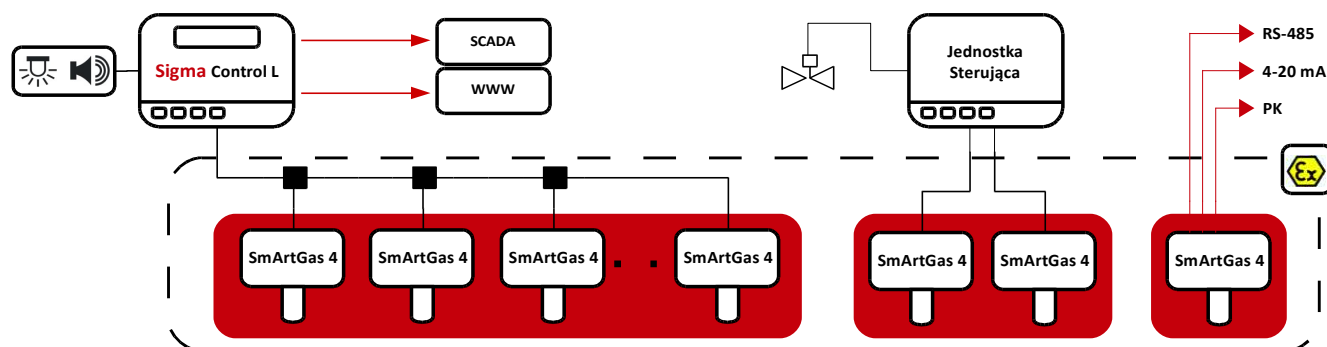 SCADA
Sigma Control L
WWW
Jednostka
Sterująca
RS-485
4-20 mA
PK
Ex
SmArtGas 4
SmArtGas 4
SmArtGas 4
SmArtGas 4
SmArtGas 4
SmArtGas 4
SmArtGas 4